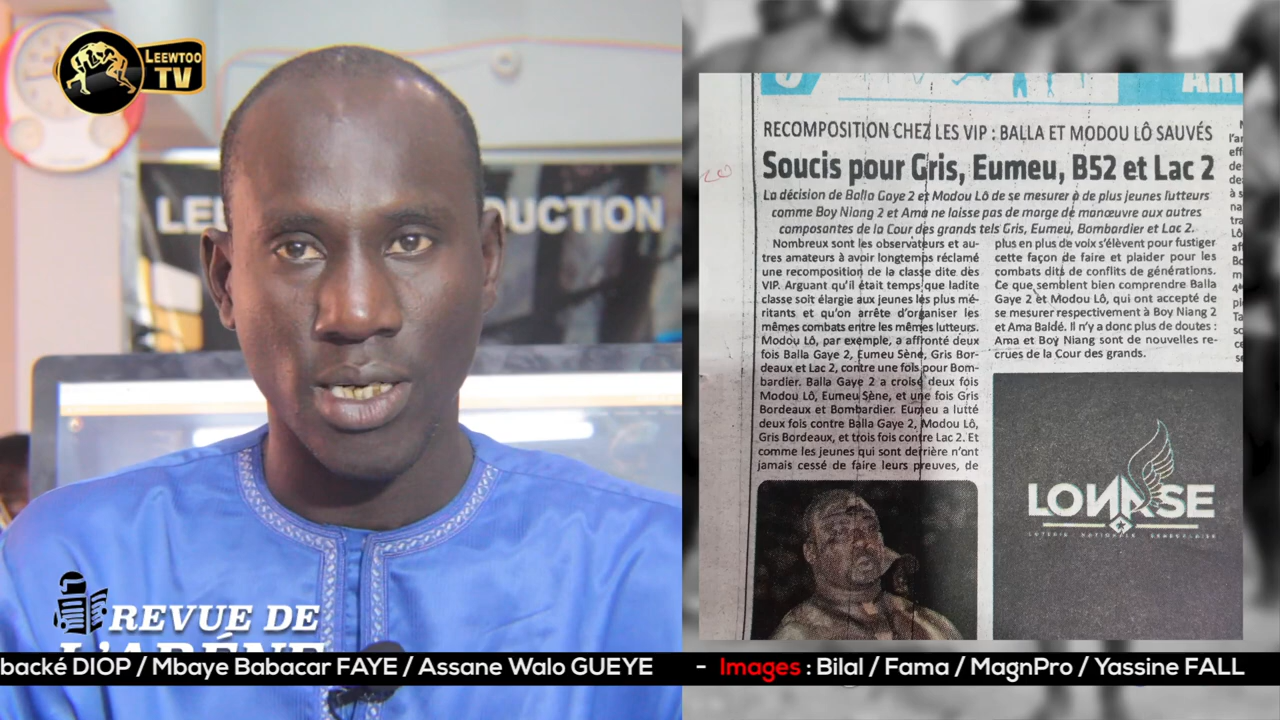 LEEWTOO
TV
LEE
UCTION
REVUE DE
L'ARÈNE
RECOMPOSITION CHEZ LES VIP : BALLA ET MODOU LÔ SAUVÉS
Soucis pour Gris, Eumeu, B52 et Lac 2
La décision de Balla Gaye 2 et Modou Lô de se mesurer à de plus jeunes lutteurs
comme Boy Niang 2 et Ama ne laisse pas de marge de manœuvre aux autres
composantes de la Cour des grands tels Gris, Eumeu, Bombardier et Lac 2.
Nombreux sont les observateurs et au-
tres amateurs à avoir longtemps réclamé
une recomposition de la classe dite des
VIP. Arguant qu'il était temps que ladite
classe soit élargie aux jeunes les plus mé-
ritants et qu'on arrête d'organiser les
mêmes combats entre les mêmes lutteurs.
Modou Lô, par exemple, a affronté deux
fois Balla Gaye 2, Eumeu Sène, Gris Bor-
deaux et Lac 2, contre une fois pour Bom-
bardier. Balla Gaye 2 a croisé deux fois
Modou Lô, Eumeu Sène, et une fois Gris
Bordeaux et Bombardier. Eumeu a lutté
deux fois contre Balla Gaye 2, Modou Lô,
Gris Bordeaux, et trois fois contre Lac 2. Et
comme les jeunes qui sont derrière n'ont
jamais cessé de faire leurs preuves, de
plus en plus de voix s'élèvent pour fustiger
cette façon de faire et plaider pour les
combats dits de conflits de générations.
Ce que semblent bien comprendre Balla
Gaye 2 et Modou Lô, qui ont accepté de
se mesurer respectivement à Boy Niang 2
et Ama Baldé. Il n'y a donc plus de doutes :
Ama et Boy Niang sont de nouvelles re-
crues de la Cour des grands.
LONASE
LOTERIE NATIONALE SENEGALAISE
backé DIOP / Mbaye Babacar FAYE / Assane Walo GUEYE - Images : Bilal / Fama / MagnPro / Yassine FALL